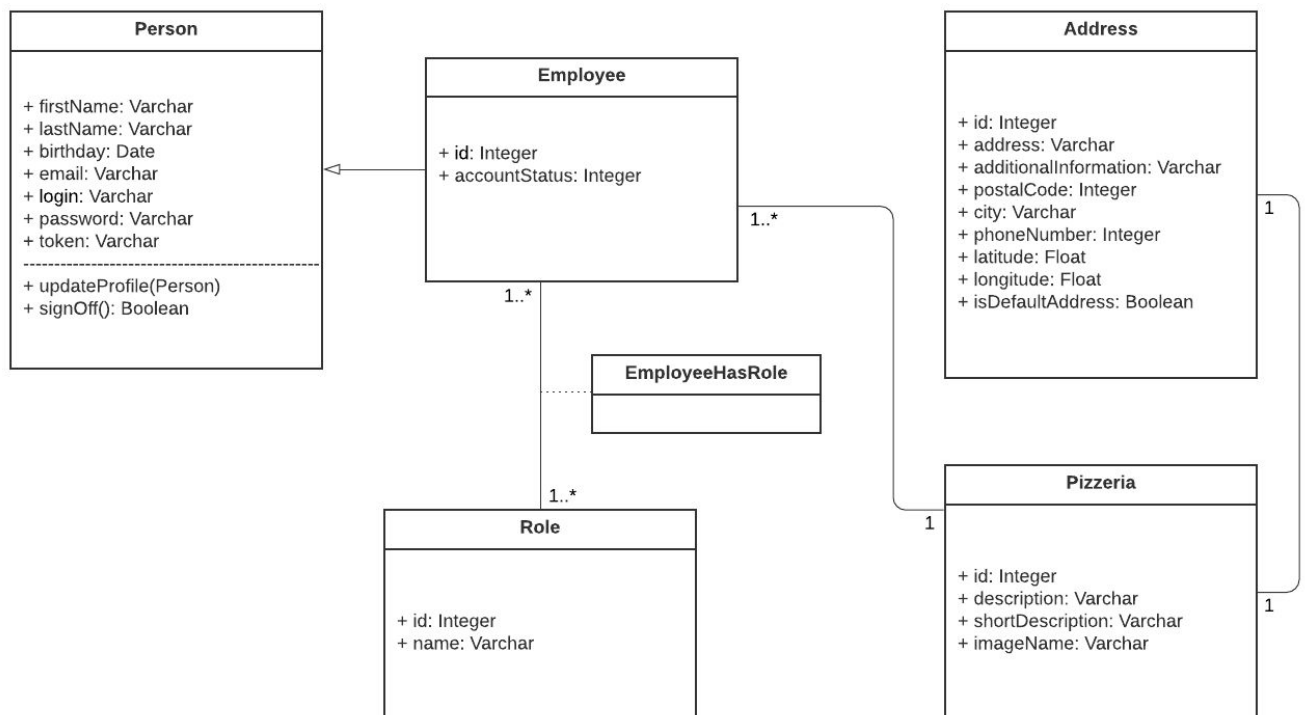 Person
+ firstName: Varchar
+ lastName: Varchar
+ birthday: Date
+ email: Varchar
+ login: Varchar
+ password: Varchar
+ token: Varchar
+ updateProfile(Person)
+ signOff(): Boolean
Employee
+ id: Integer
+ accountStatus: Integer
1..*
1..*
Address
+ id: Integer
+ address: Varchar
+ additionalInformation: Varchar
+ postalCode: Integer
+ city: Varchar
+ phoneNumber: Integer
+ latitude: Float
+ longitude: Float
+ isDefaultAddress: Boolean
1
EmployeeHasRole
1..*
Role
+ id: Integer
+ name: Varchar
1
Pizzeria
+ id: Integer
+ description: Varchar
+ shortDescription: Varchar
+ imageName: Varchar
1